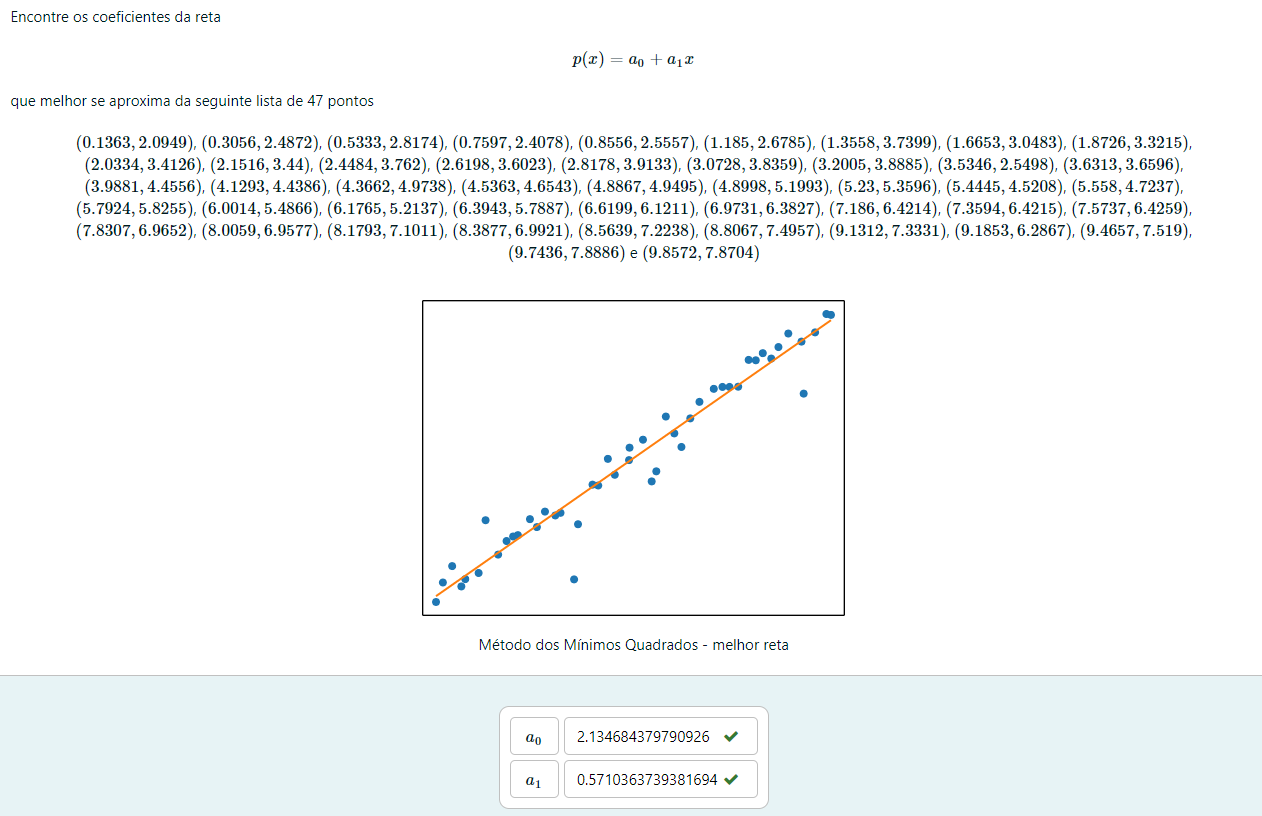 Encontre os coeficientes da reta
p(x) = a₀ + a₁x
que melhor se aproxima da seguinte lista de 47 pontos
(0.1363, 2.0949), (0.3056, 2.4872), (0.5333, 2.8174), (0.7597, 2.4078), (0.8556, 2.5557), (1.185, 2.6785), (1.3558, 3.7399), (1.6653, 3.0483), (1.8726, 3.3215),
(2.0334, 3.4126), (2.1516, 3.44), (2.4484, 3.762), (2.6198, 3.6023), (2.8178, 3.9133), (3.0728, 3.8359), (3.2005, 3.8885), (3.5346, 2.5498), (3.6313, 3.6596),
(3.9881, 4.4556), (4.1293, 4.4386), (4.3662, 4.9738), (4.5363, 4.6543), (4.8867, 4.9495), (4.8998, 5.1993), (5.23, 5.3596), (5.4445, 4.5208), (5.558, 4.7237),
(5.7924, 5.8255), (6.0014, 5.4866), (6.1765, 5.2137), (6.3943, 5.7887), (6.6199, 6.1211), (6.9731, 6.3827), (7.186, 6.4214), (7.3594, 6.4215), (7.5737, 6.4259),
(7.8307, 6.9652), (8.0059, 6.9577), (8.1793, 7.1011), (8.3877, 6.9921), (8.5639, 7.2238), (8.8067, 7.4957), (9.1312, 7.3331), (9.1853, 6.2867), (9.4657, 7.519),
(9.7436, 7.8886) e (9.8572, 7.8704)
Método dos Mínimos Quadrados - melhor reta
a₀ 2.134684379790926 ✔
a₁ 0.5710363739381694 ✔